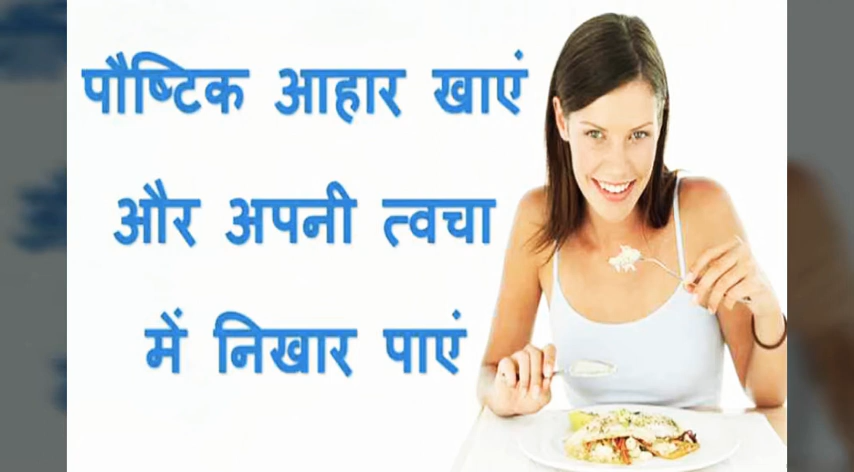 पौष्टिक आहार खाएं
और अपनी त्वचा
में निखार पाएं